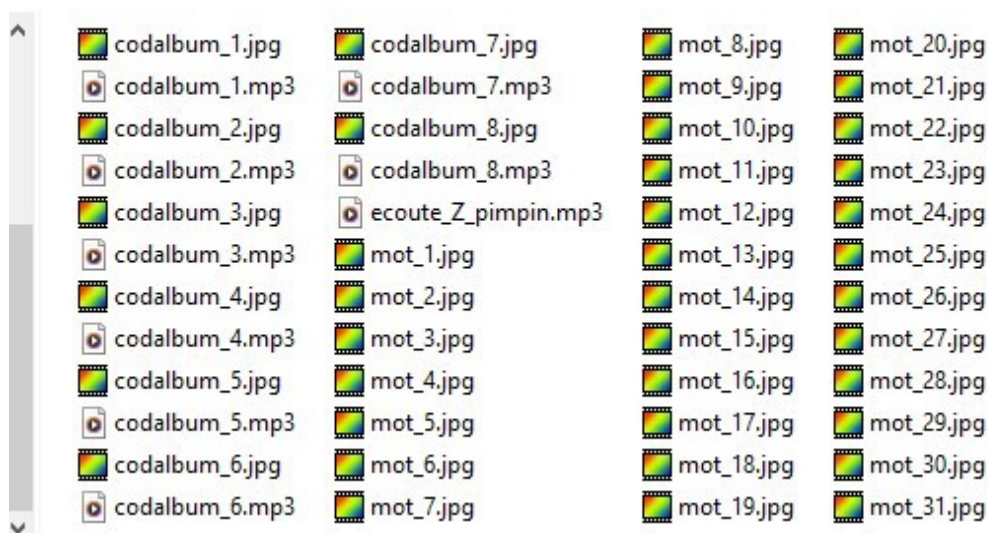 codalbum_1.jpg
codalbum_1.mp3
codalbum_2.jpg
codalbum_2.mp3
codalbum_3.jpg
codalbum_3.mp3
codalbum_4.jpg
codalbum_4.mp3
codalbum_5.jpg
codalbum_5.mp3
codalbum_6.jpg
codalbum_6.mp3
codalbum_7.jpg
codalbum_7.mp3
codalbum_8.jpg
codalbum_8.mp3
ecoute_Z_pimpin.mp3
mot_1.jpg
mot_2.jpg
mot_3.jpg
mot_4.jpg
mot_5.jpg
mot_6.jpg
mot_7.jpg
mot_8.jpg
mot_9.jpg
mot_10.jpg
mot_11.jpg
mot_12.jpg
mot_13.jpg
mot_14.jpg
mot_15.jpg
mot_16.jpg
mot_17.jpg
mot_18.jpg
mot_19.jpg
mot_20.jpg
mot_21.jpg
mot_22.jpg
mot_23.jpg
mot_24.jpg
mot_25.jpg
mot_26.jpg
mot_27.jpg
mot_28.jpg
mot_29.jpg
mot_30.jpg
mot_31.jpg